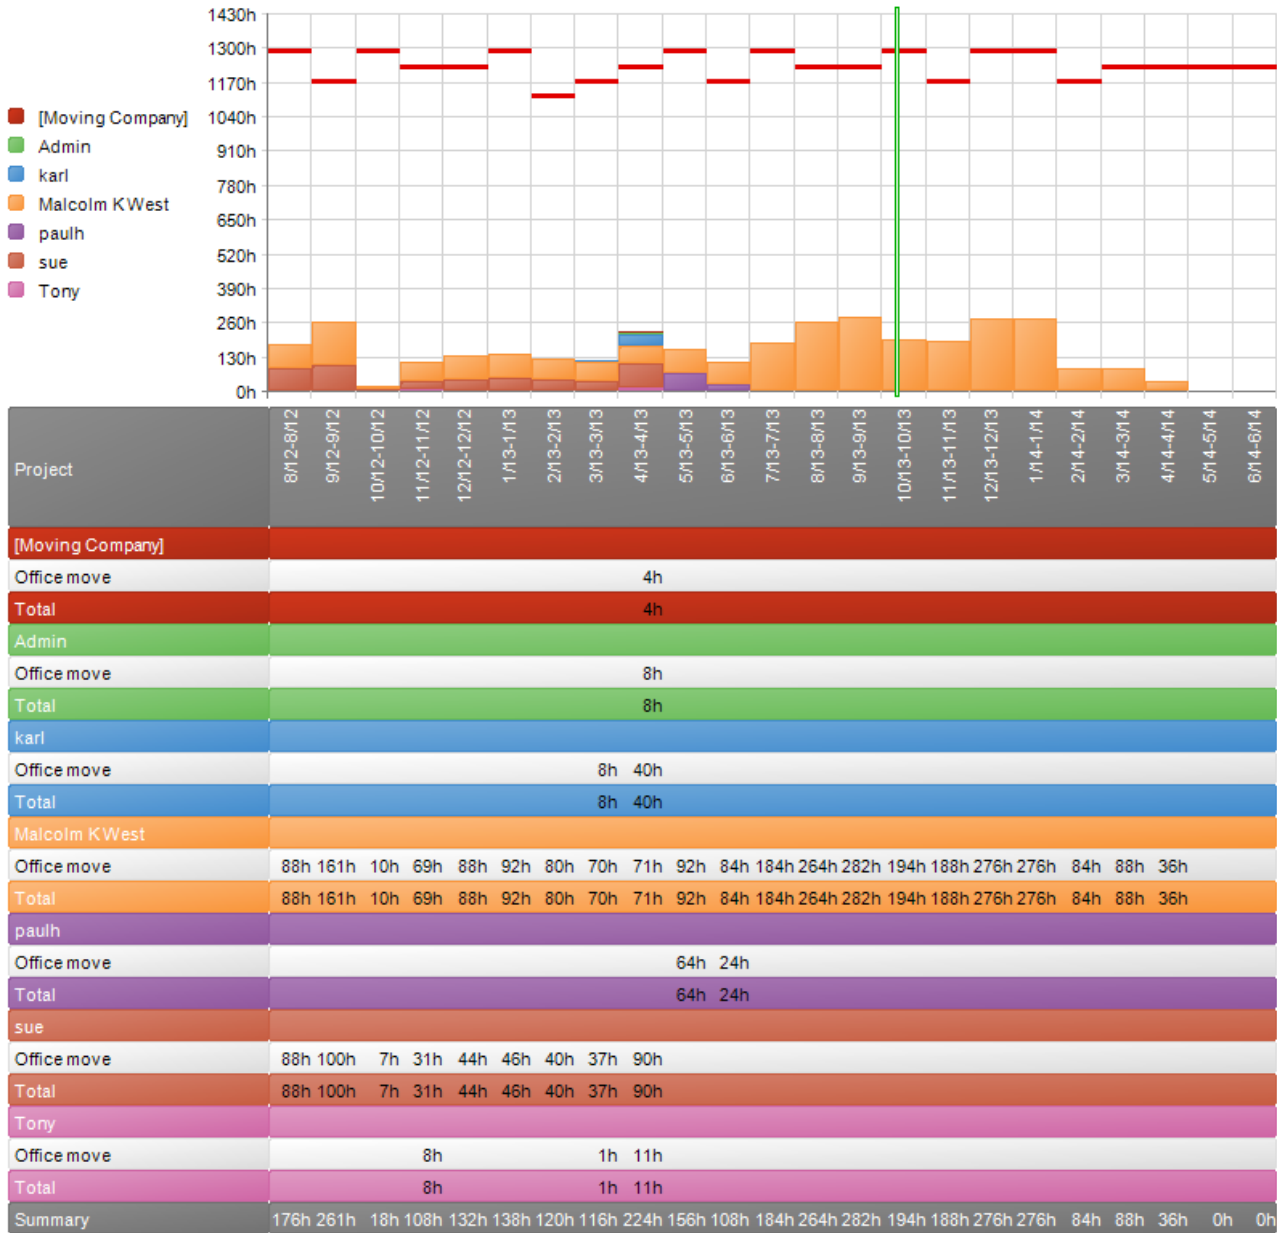 1430h
1300h
1170h
1040h
910h
780h
650h
520h
390h
260h
130h
0h
[Moving Company]
Admin
karl
Malcolm K West
paulh
sue
Tony
Project 8/12-8/12 9/12-9/12 10/12-10/12 11/12-11/12 12/12-12/12 1/13-1/13 2/13-2/13 3/13-3/13 4/13-4/13 5/13-5/13 6/13-6/13 7/13-7/13 8/13-8/13 9/13-9/13 10/13-10/13 11/13-11/13 12/13-12/13 1/14-1/14 2/14-2/14 3/14-3/14 4/14-4/14 5/14-5/14 6/14-6/14
[Moving Company]
Office move 4h
Total 4h
Admin
Office move 8h
Total 8h
karl
Office move 8h 40h
Total 8h 40h
Malcolm K West
Office move 88h 161h 10h 69h 88h 92h 80h 70h 71h 92h 84h 184h 264h 282h 194h 188h 276h 276h 84h 88h 36h
Total 88h 161h 10h 69h 88h 92h 80h 70h 71h 92h 84h 184h 264h 282h 194h 188h 276h 276h 84h 88h 36h
paulh
Office move 64h 24h
Total 64h 24h
sue
Office move 88h 100h 7h 31h 44h 46h 40h 37h 90h
Total 88h 100h 7h 31h 44h 46h 40h 37h 90h
Tony
Office move 8h 1h 11h
Total 8h 1h 11h
Summary 176h 261h 18h 108h 132h 138h 120h 116h 224h 156h 108h 184h 264h 282h 194h 188h 276h 276h 84h 88h 36h 0h 0h